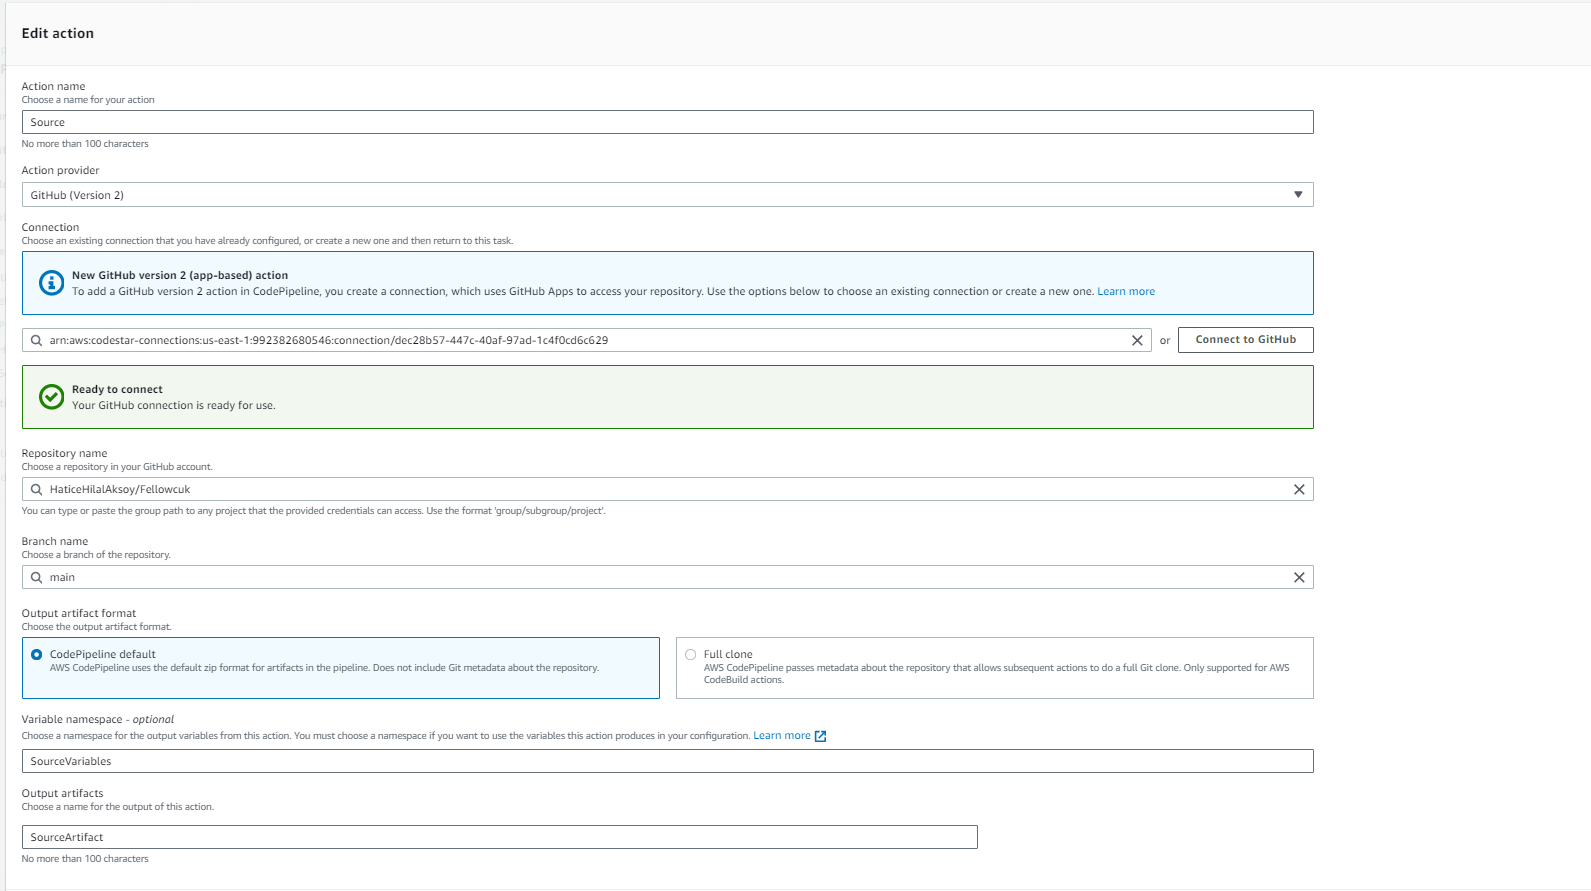 Edit action
Action name
Choose a name for your action
Source
No more than 100 characters
Action provider
GitHub (Version 2)
Connection
Choose an existing connection that you have already configured, or create a new one and then return to this task.
New GitHub version 2 (app-based) action
To add a GitHub version 2 action in CodePipeline, you create a connection, which uses GitHub Apps to access your repository. Use the options below to choose an existing connection or create a new one. Learn more
arn:aws:codestar-connections:us-east-1:992382680546:connection/dec28b57-447c-40af-97ad-1c4f0cd6c629
or
Connect to GitHub
Ready to connect
Your GitHub connection is ready for use.
Repository name
Choose a repository in your GitHub account.
HaticeHilalAksoy/Fellowcuk
You can type or paste the group path to any project that the provided credentials can access. Use the format 'group/subgroup/project'.
Branch name
Choose a branch of the repository.
main
Output artifact format
Choose the output artifact format.
CodePipeline default
AWS CodePipeline uses the default zip format for artifacts in the pipeline. Does not include Git metadata about the repository.
Full clone
AWS CodePipeline passes metadata about the repository that allows subsequent actions to do a full Git clone. Only supported for AWS
CodeBuild actions.
Variable namespace - optional
Choose a namespace for the output variables from this action. You must choose a namespace if you want to use the variables this action produces in your configuration. Learn more
SourceVariables
Output artifacts
Choose a name for the output of this action.
SourceArtifact
No more than 100 characters